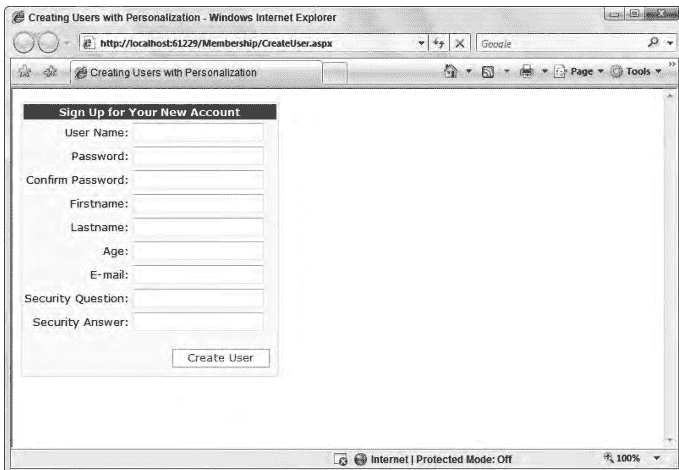 Creating Users with Personalization - Windows Internet Explorer
http://localhost:61229/Membership/CreateUser.aspx
Google
Creating Users with Personalization
Page
Tools
Sign Up for Your New Account
User Name:
Password:
Confirm Password:
Firstname:
Lastname:
Age:
E-mail:
Security Question:
Security Answer:
Create User
Internet | Protected Mode: Off
100%